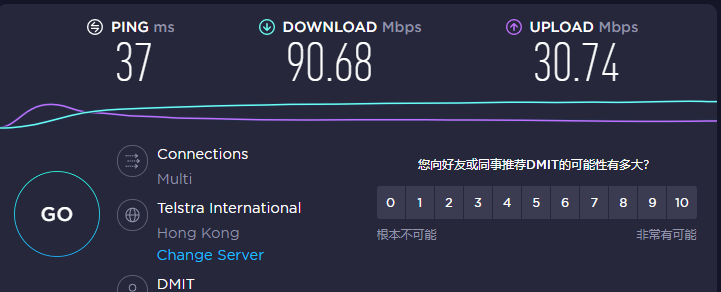 PING ms DOWNLOAD Mbps UPLOAD Mbps
37 90.68 30.74
Connections
Multi
您向好友或同事推荐DMIT的可能性有多大?
GO
Telstra International
0 1 2 3 4 5 6 7 8 9 10
Hong Kong
根本不可能 非常有可能
Change Server
DMIT